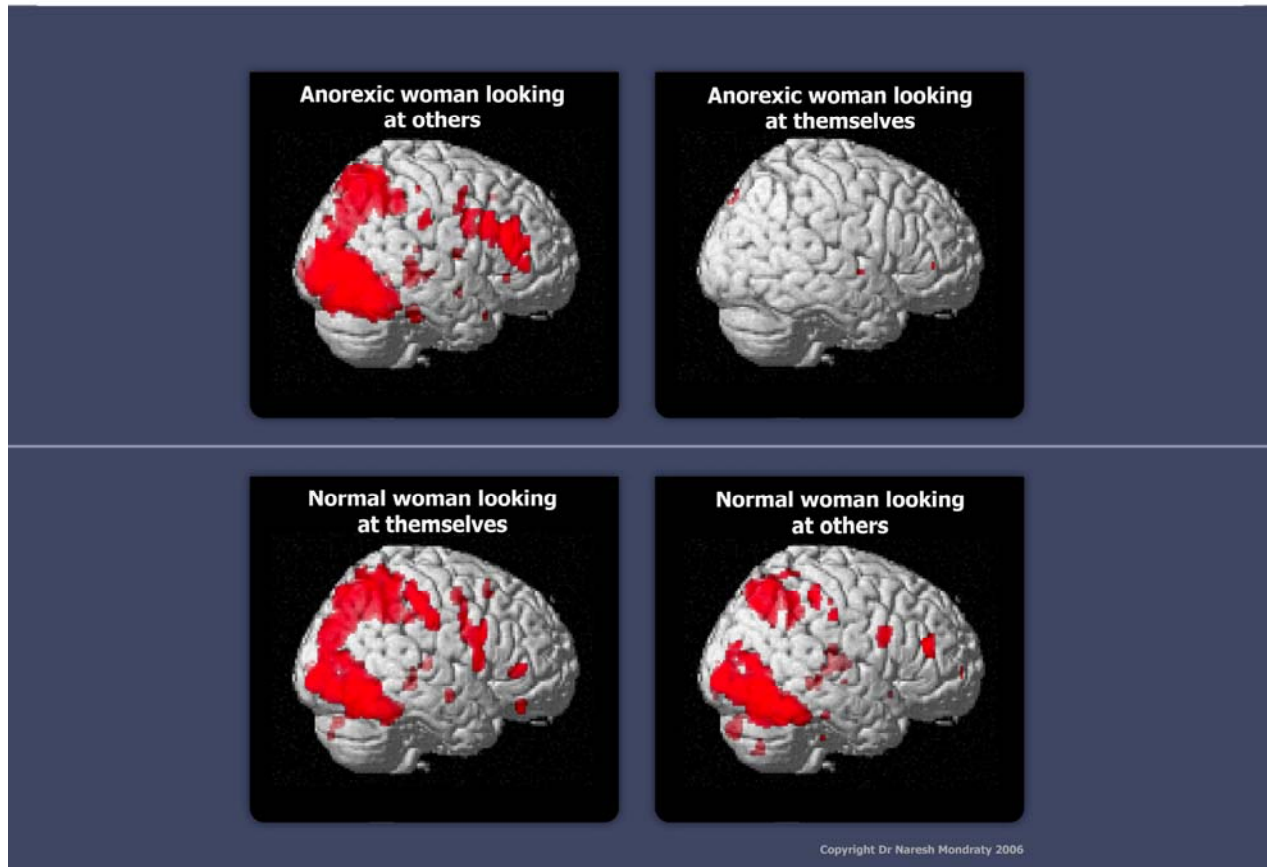 Anorexic woman looking
at others
Anorexic woman looking
at themselves
Normal woman looking
at themselves
Normal woman looking
at others
Copyright Dr Naresh Mondraty 2006